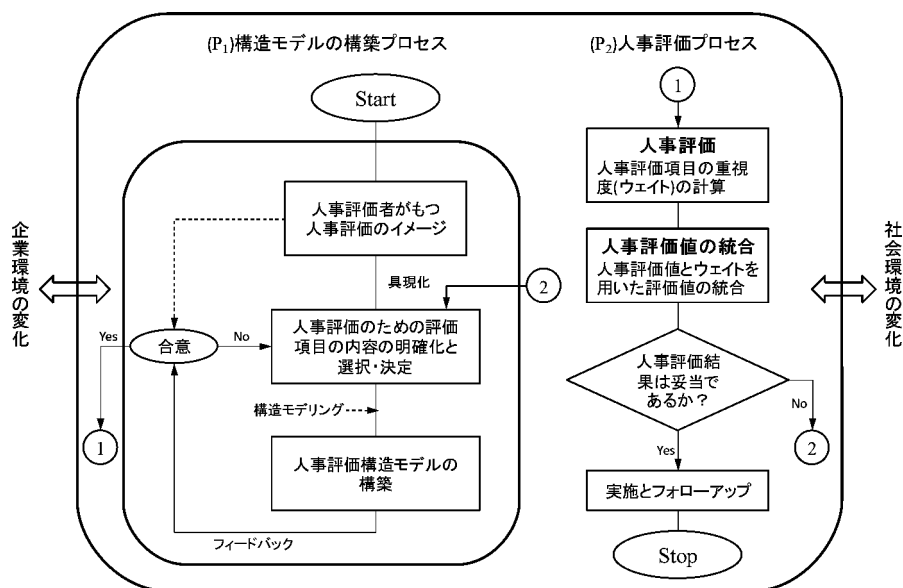 (P1)構造モデルの構築プロセス
Start
人事評価者がもつ
人事評価のイメージ
具現化
2
人事評価のための評価
項目の内容の明確化と
選択・決定
合意
Yes
No
1
構造モデリング
人事評価構造モデルの
構築
フィードバック
(P2)人事評価プロセス
1
人事評価
人事評価項目の重視
度(ウェイト)の計算
人事評価値の統合
人事評価値とウェイトを
用いた評価値の統合
人事評価結
果は妥当で
あるか？
No
2
Yes
実施とフォローアップ
Stop
企業環境の変化
社会環境の変化